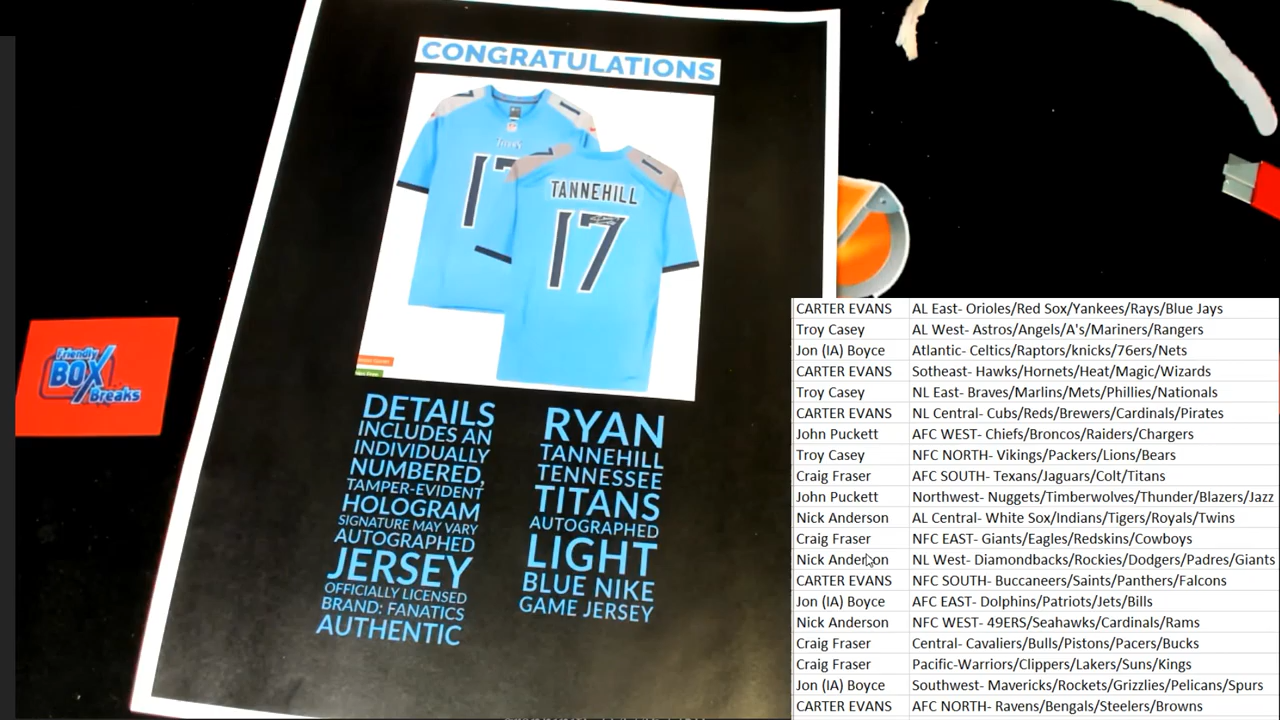 CONGRATULATIONS
TANNEHILL
17
DETAILS
INCLUDES AN
INDIVIDUALLY
NUMBERED,
TAMPER-EVIDENT
HOLOGRAM
SIGNATURE MAY VARY
AUTOGRAPHED
JERSEY
OFFICIALLY LICENSED
BRAND: FANATICS
AUTHENTIC
RYAN
TANNEHILL
TENNESSEE
TITANS
AUTOGRAPHED
LIGHT
BLUE NIKE
GAME JERSEY
Friendly
BOX
Breaks
CARTER EVANS AL East- Orioles/Red Sox/Yankees/Rays/Blue Jays
Troy Casey AL West- Astros/Angels/A's/Mariners/Rangers
Jon (IA) Boyce Atlantic- Celtics/Raptors/knicks/76ers/Nets
CARTER EVANS Sotheast- Hawks/Hornets/Heat/Magic/Wizards
Troy Casey NL East- Braves/Marlins/Mets/Phillies/Nationals
CARTER EVANS NL Central- Cubs/Reds/Brewers/Cardinals/Pirates
John Puckett AFC WEST- Chiefs/Broncos/Raiders/Chargers
Troy Casey NFC NORTH- Vikings/Packers/Lions/Bears
Craig Fraser AFC SOUTH- Texans/Jaguars/Colt/Titans
John Puckett Northwest- Nuggets/Timberwolves/Thunder/Blazers/Jazz
Nick Anderson AL Central- White Sox/Indians/Tigers/Royals/Twins
Craig Fraser NFC EAST- Giants/Eagles/Redskins/Cowboys
Nick Anderson NL West- Diamondbacks/Rockies/Dodgers/Padres/Giants
CARTER EVANS NFC SOUTH- Buccaneers/Saints/Panthers/Falcons
Jon (IA) Boyce AFC EAST- Dolphins/Patriots/Jets/Bills
Nick Anderson NFC WEST- 49ERS/Seahawks/Cardinals/Rams
Craig Fraser Central- Cavaliers/Bulls/Pistons/Pacers/Bucks
Craig Fraser Pacific-Warriors/Clippers/Lakers/Suns/Kings
Jon (IA) Boyce Southwest- Mavericks/Rockets/Grizzlies/Pelicans/Spurs
CARTER EVANS AFC NORTH- Ravens/Bengals/Steelers/Browns